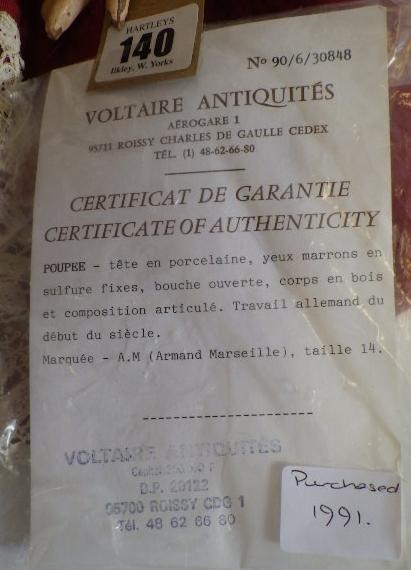 HARTLEYS
140
Ilkley, W. Yorks
No 90/6/30848
VOLTAIRE ANTIQUITÉS
AÉROGARE 1
95711 ROISSY CHARLES DE GAULLE CEDEX
TÉL. (1) 48-62-66-80
CERTIFICAT DE GARANTIE
CERTIFICATE OF AUTHENTICITY
POUPEE - tête en porcelaine, yeux marrons en
sulfure fixes, bouche ouverte, corps en bois
et composition articulé. Travail allemand du
début du siècle.
Marquée - A.M (Armand Marseille), taille 14.
VOLTAIRE ANTIQUITÉS
B.P. 20122
95700 ROISSY CDG 1
Tél. 48 62 66 80
Purchased
1991.